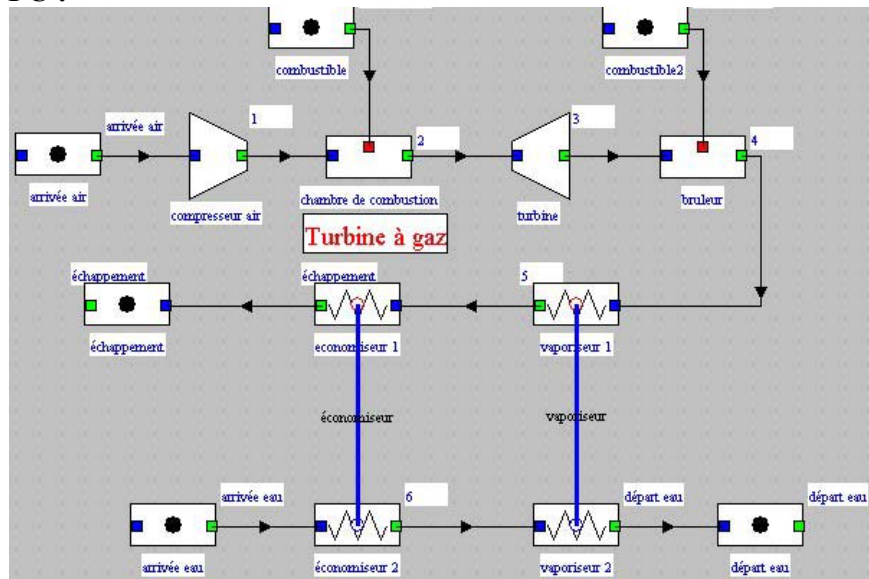 combustible
combustible2
arrivée air
1
2
3
4
arrivée air
compresseur air
chambre de combustion
turbine
bruleur
Turbine à gaz
échappement
échappement
5
échappement
economiseur 1
vaporiseur 1
économiseur
vaporiseur
arrivée eau
6
départ eau
départ eau
arrivée eau
économiseur 2
vaporiseur 2
départ eau